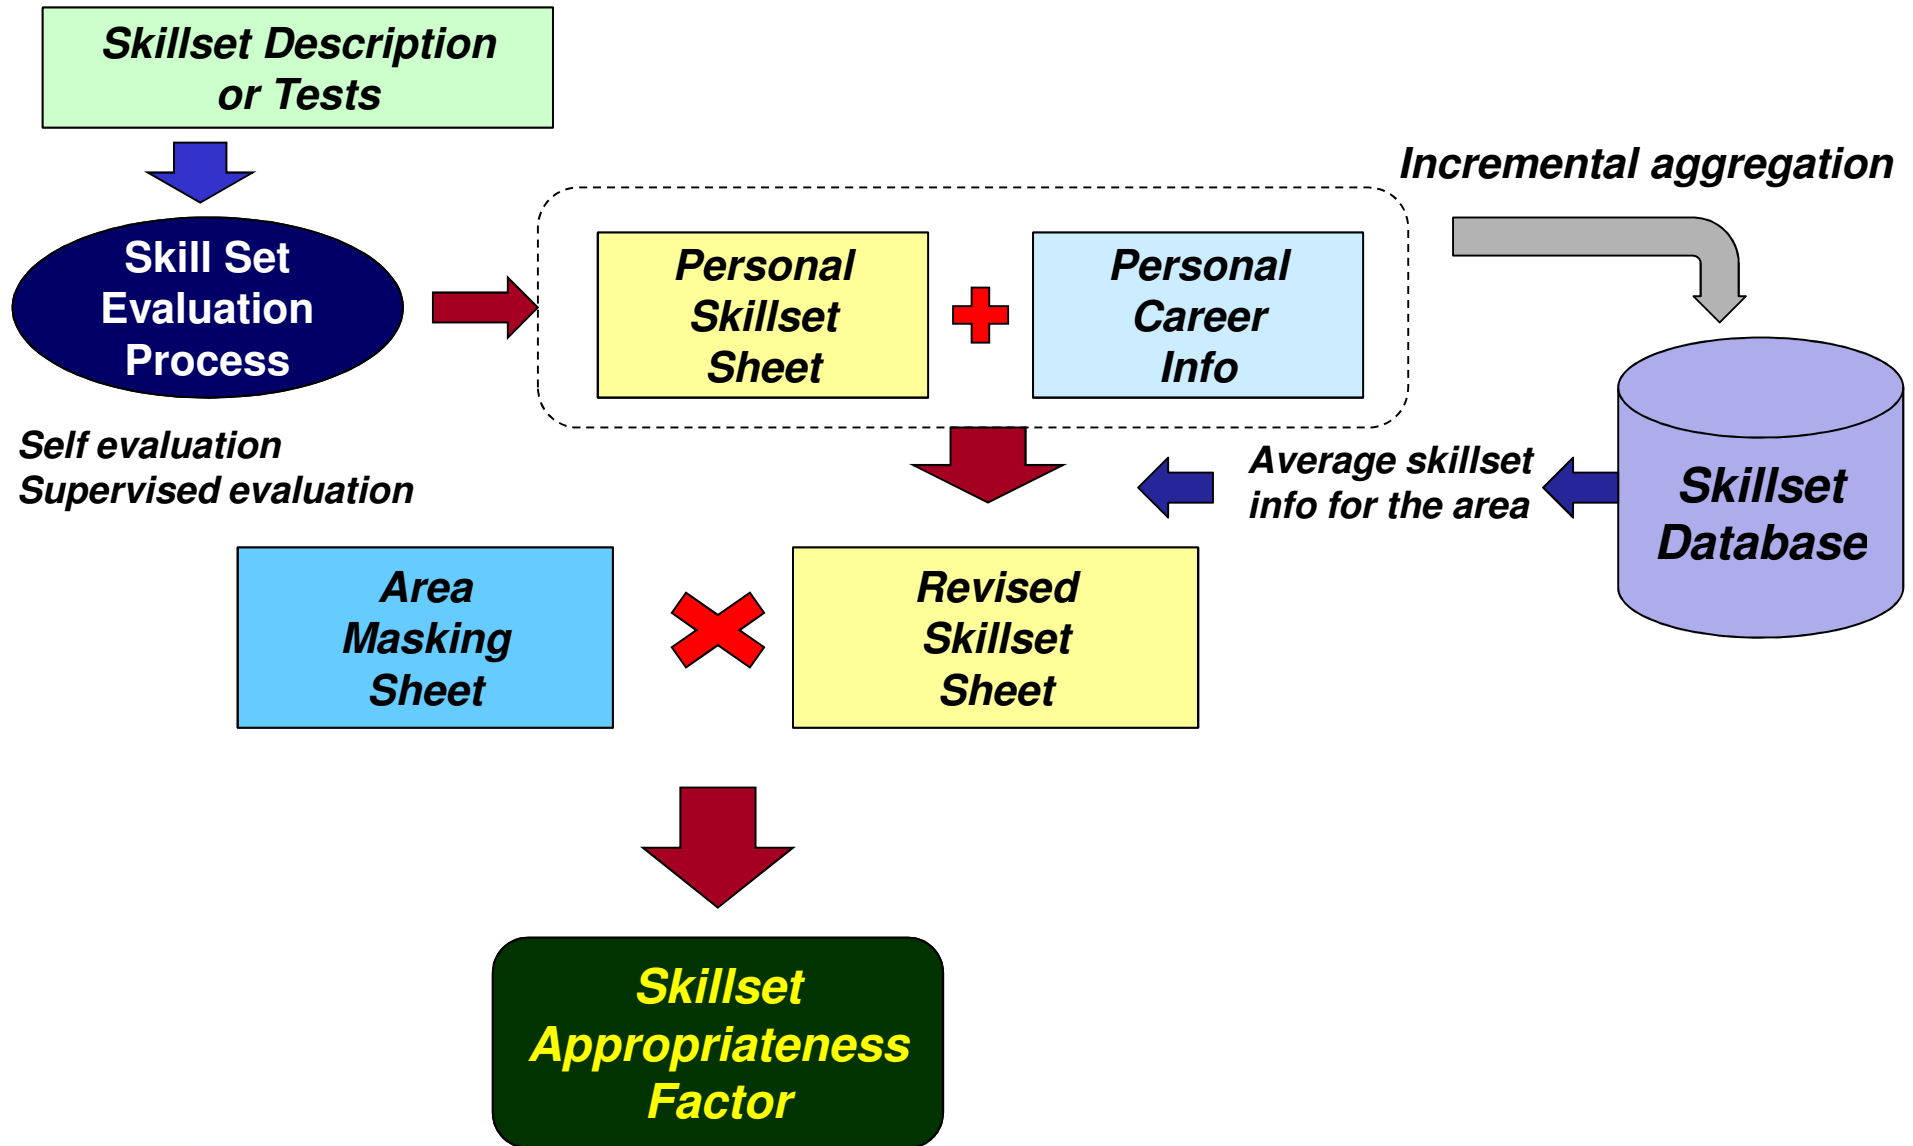 Skillset Description
or Tests
Incremental aggregation
Skill Set
Evaluation
Process
Personal
Skillset
Sheet
Personal
Career
Info
Self evaluation
Supervised evaluation
Average skillset
info for the area
Skillset
Database
Area
Masking
Sheet
Revised
Skillset
Sheet
Skillset
Appropriateness
Factor